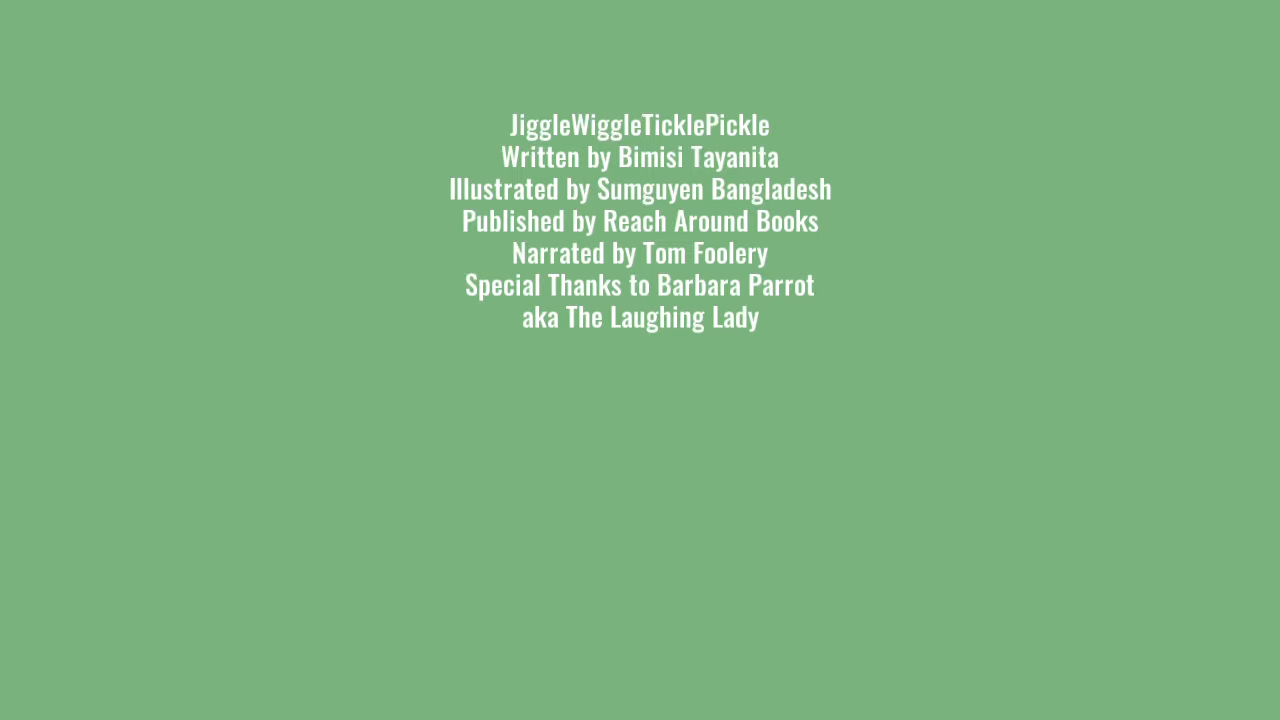 JiggleWiggleTicklePickle
Written by Bimisi Tayanita
Illustrated by Sumguyen Bangladesh
Published by Reach Around Books
Narrated by Tom Foolery
Special Thanks to Barbara Parrot
aka The Laughing Lady